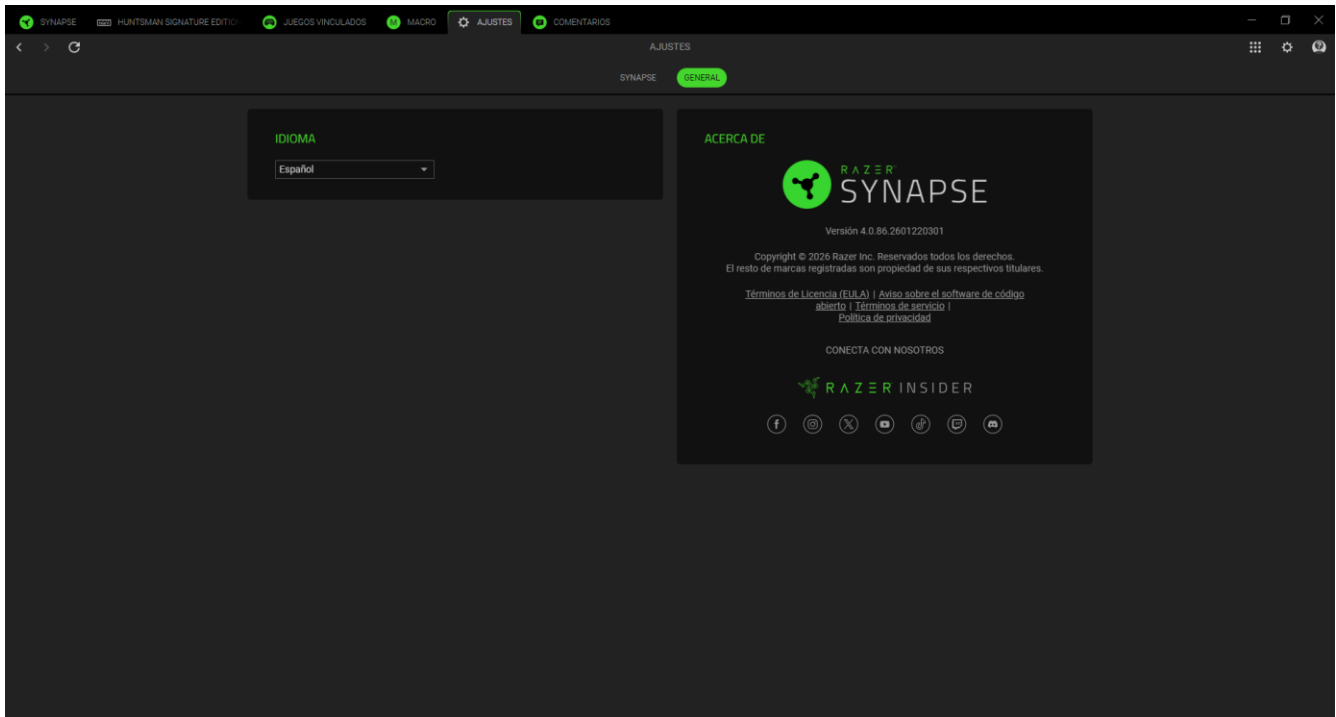 SYNAPSE HUNTSMAN SIGNATURE EDITIO JUEGOS VINCULADOS M MACRO AJUSTES COMENTARIOS
AJUSTES
SYNAPSE GENERAL
IDIOMA
Español
ACERCA DE
RAZER
SYNAPSE
Versión 4.0.86.2601220301
Copyright © 2026 Razer Inc. Reservados todos los derechos.
El resto de marcas registradas son propiedad de sus respectivos titulares.
Términos de Licencia (EULA) | Aviso sobre el software de código
abierto | Términos de servicio |
Política de privacidad
CONECTA CON NOSOTROS
RAZER INSIDER